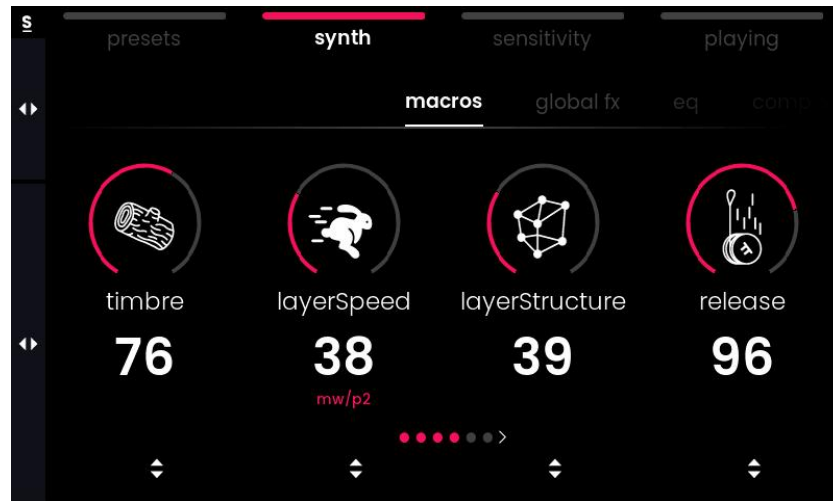 S
presets synth sensitivity playing
macros global fx eq comp
timbre layerSpeed layerStructure release
76 38 39 96
mw/p2